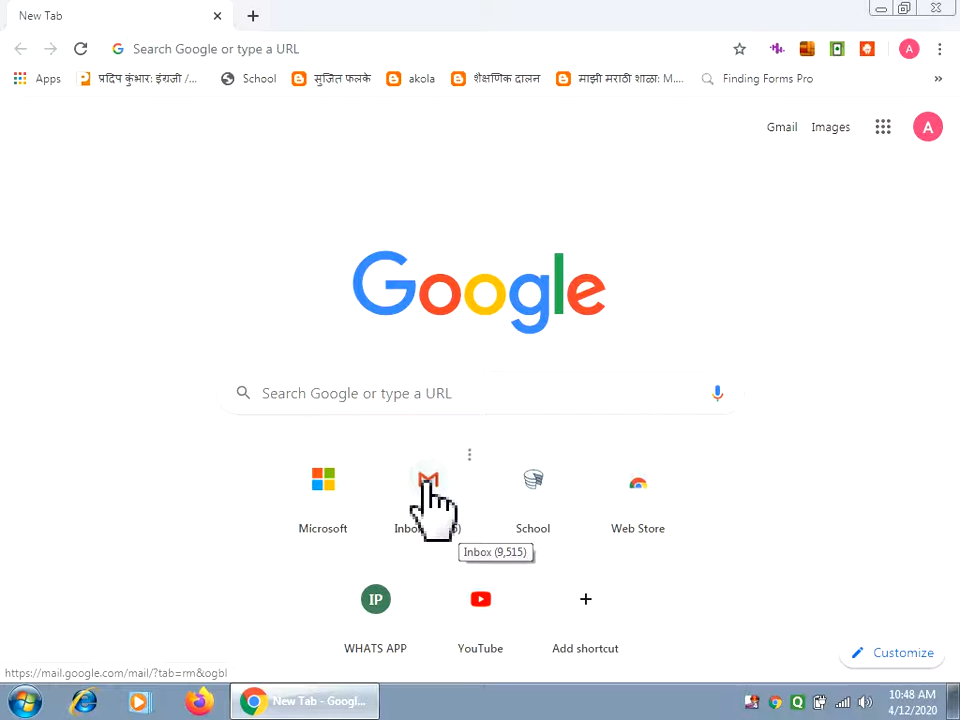 New Tab
Search Google or type a URL
A
Apps
प्रदिप कुंभार: इंग्रजी /...
School
सुजित फलके
akola
शैक्षणिक दालन
माझी मराठी शाळा: M....
Finding Forms Pro
»
Gmail
Images
A
Google
Search Google or type a URL
Microsoft
School
Web Store
Inbox (9,515)
IP
WHATS APP
YouTube
Add shortcut
Customize
https://mail.google.com/mail/?tab=rm&ogbl
New Tab - Googl...
10:48 AM
4/12/2020